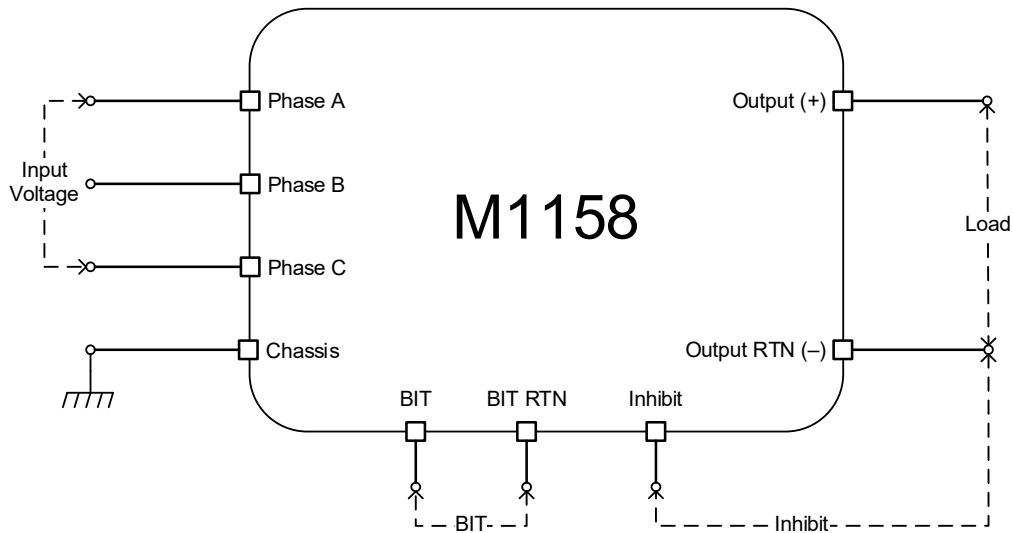 Phase A
Output (+)
Input
Voltage
Phase B
M1158
Load
Phase C
Chassis
Output RTN (–)
BIT
BIT RTN
Inhibit
BIT
Inhibit